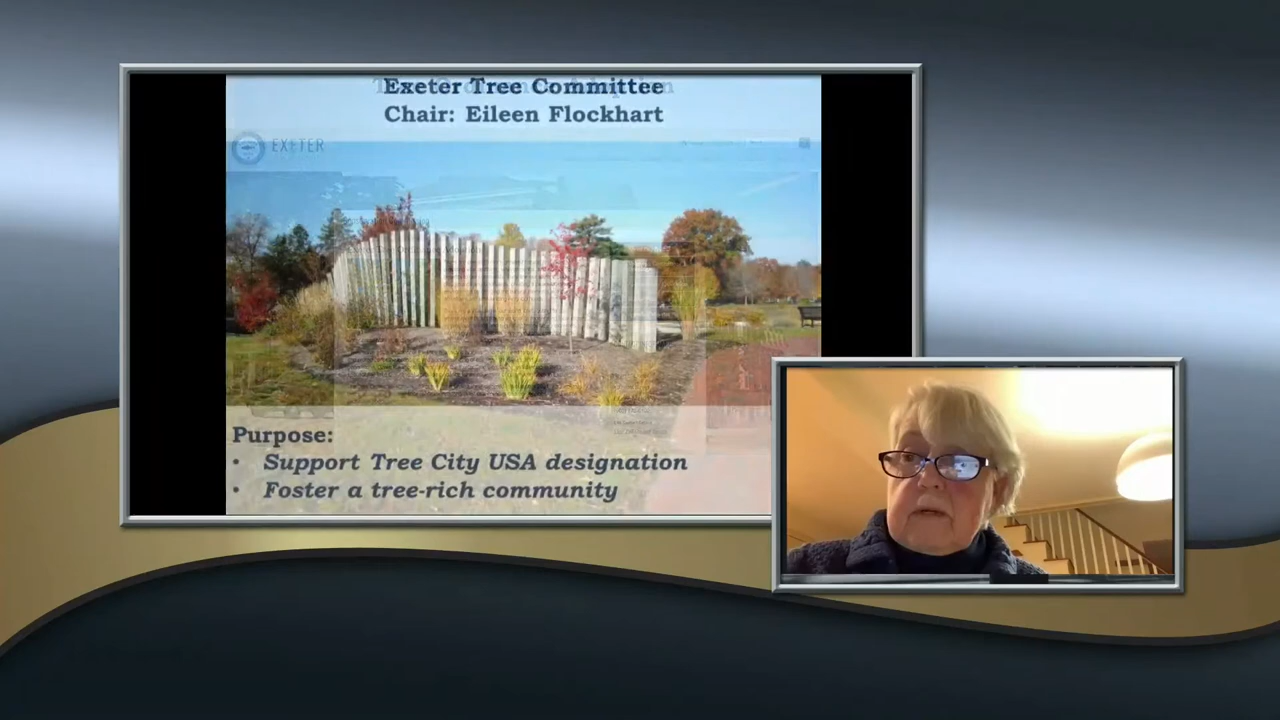 Exeter Tree Committee
Chair: Eileen Flockhart
EXETER
Purpose:
• Support Tree City USA designation
• Foster a tree-rich community